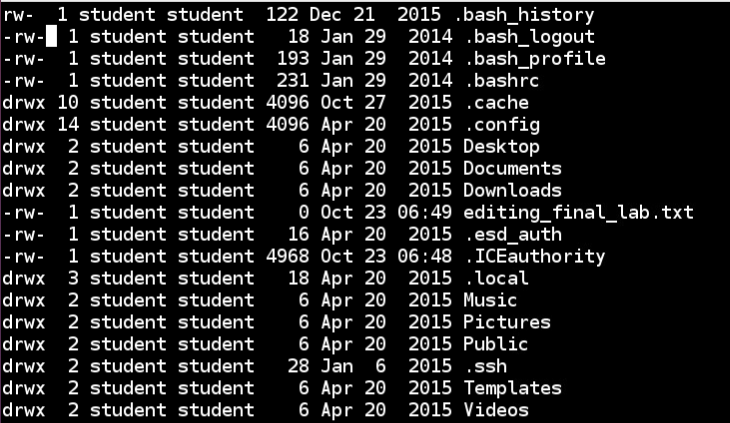 rw-  1 student student  122 Dec 21  2015 .bash_history
-rw-  1 student student   18 Jan 29  2014 .bash_logout
-rw-  1 student student  193 Jan 29  2014 .bash_profile
-rw-  1 student student  231 Jan 29  2014 .bashrc
drwx 10 student student 4096 Oct 27  2015 .cache
drwx 14 student student 4096 Apr 20  2015 .config
drwx  2 student student    6 Apr 20  2015 Desktop
drwx  2 student student    6 Apr 20  2015 Documents
drwx  2 student student    6 Apr 20  2015 Downloads
-rw-  1 student student    0 Oct 23 06:49 editing_final_lab.txt
-rw-  1 student student   16 Apr 20  2015 .esd_auth
-rw-  1 student student 4968 Oct 23 06:48 .ICEauthority
drwx  3 student student   18 Apr 20  2015 .local
drwx  2 student student    6 Apr 20  2015 Music
drwx  2 student student    6 Apr 20  2015 Pictures
drwx  2 student student    6 Apr 20  2015 Public
drwx  2 student student   28 Jan  6  2015 .ssh
drwx  2 student student    6 Apr 20  2015 Templates
drwx  2 student student    6 Apr 20  2015 Videos